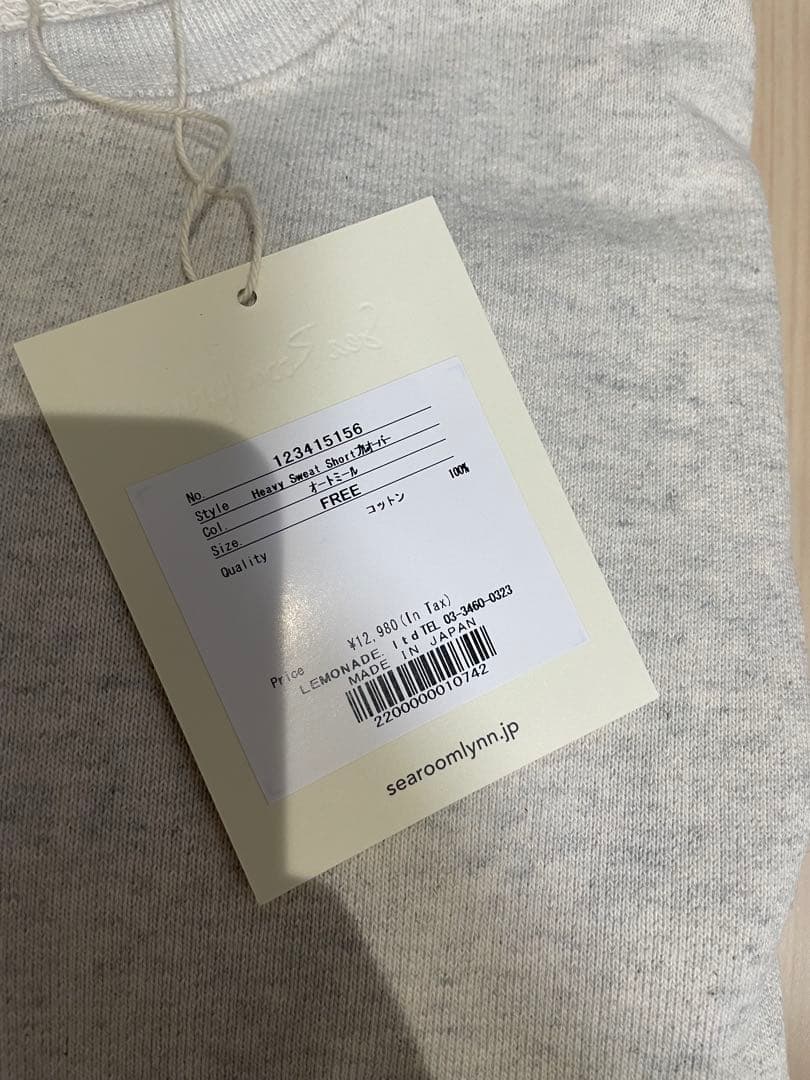 No. 123415156
Style Heavy Sweat Shortプルオーバー
Col. オートミール
Size. FREE
Quality コットン 100%
Price ¥12,980(In Tax)
LEMONADE. ltd TEL 03-3460-0323
MADE IN JAPAN
2200000010742
searoomlynn.jp